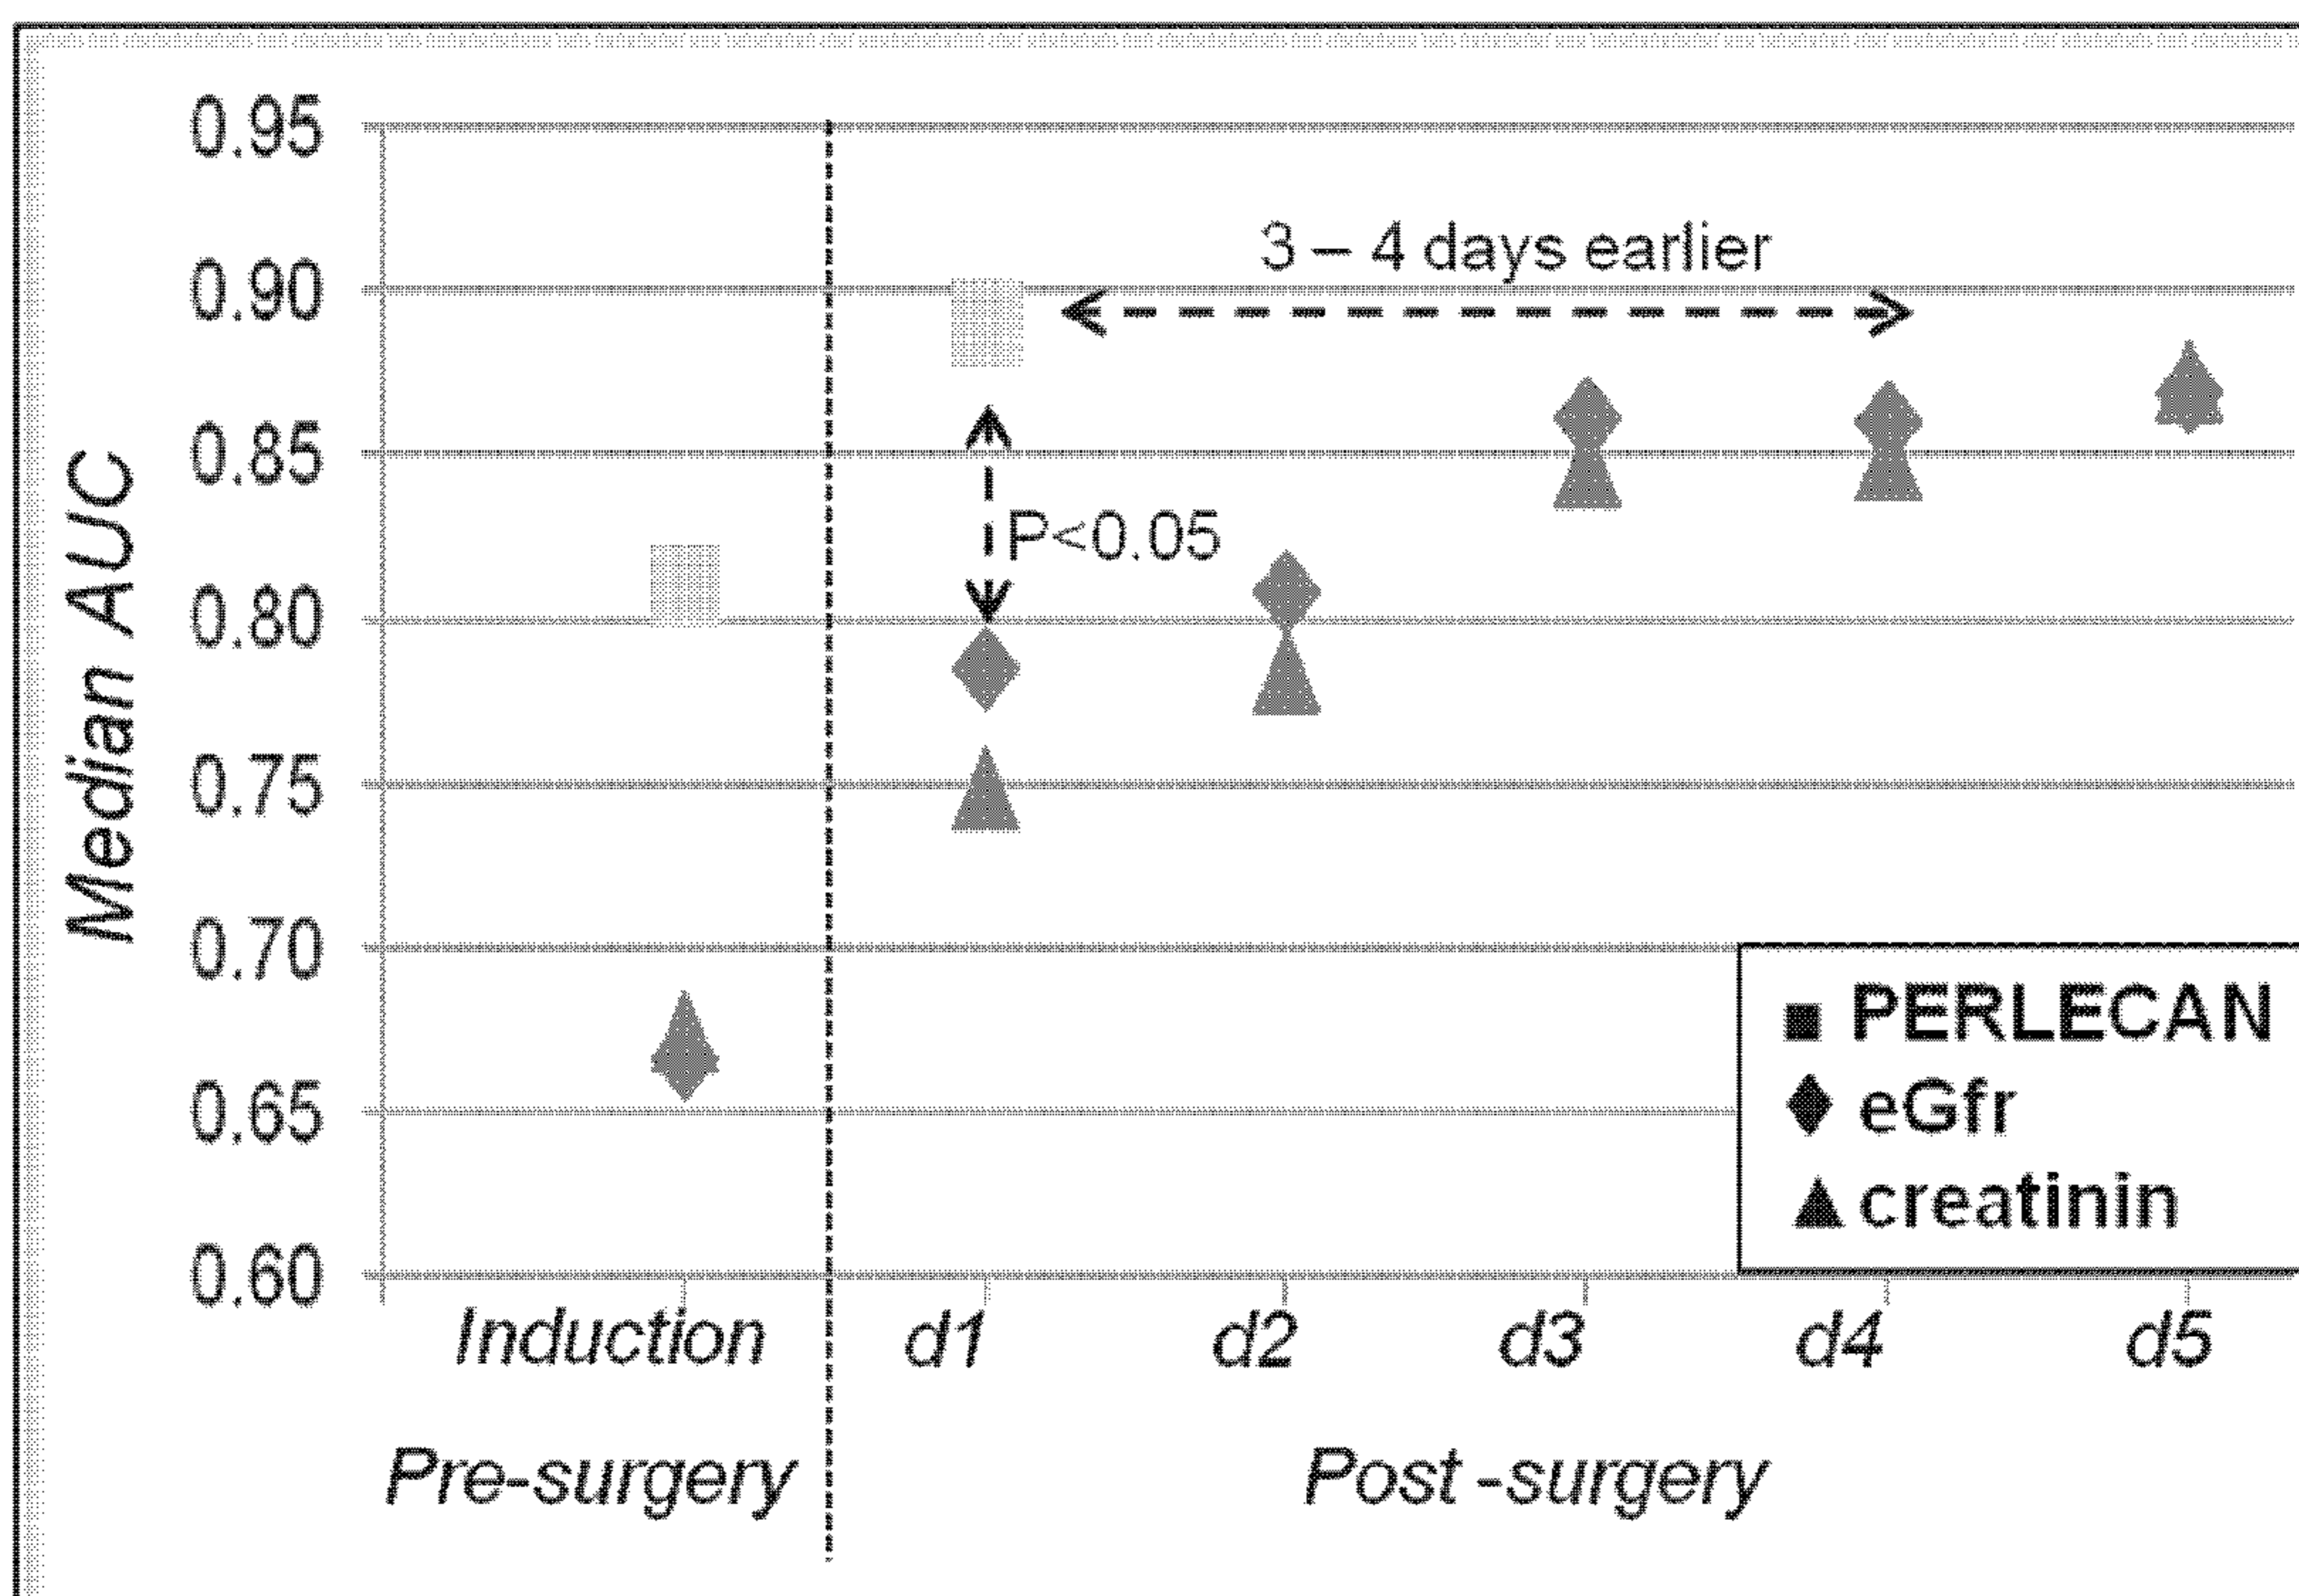 0.95
0.90
0.85
0.80
0.75
0.70
0.65
0.60
Median AUC
3 – 4 days earlier
P<0.05
PERLECAN
eGfr
creatinin
Induction d1 d2 d3 d4 d5
Pre-surgery Post -surgery